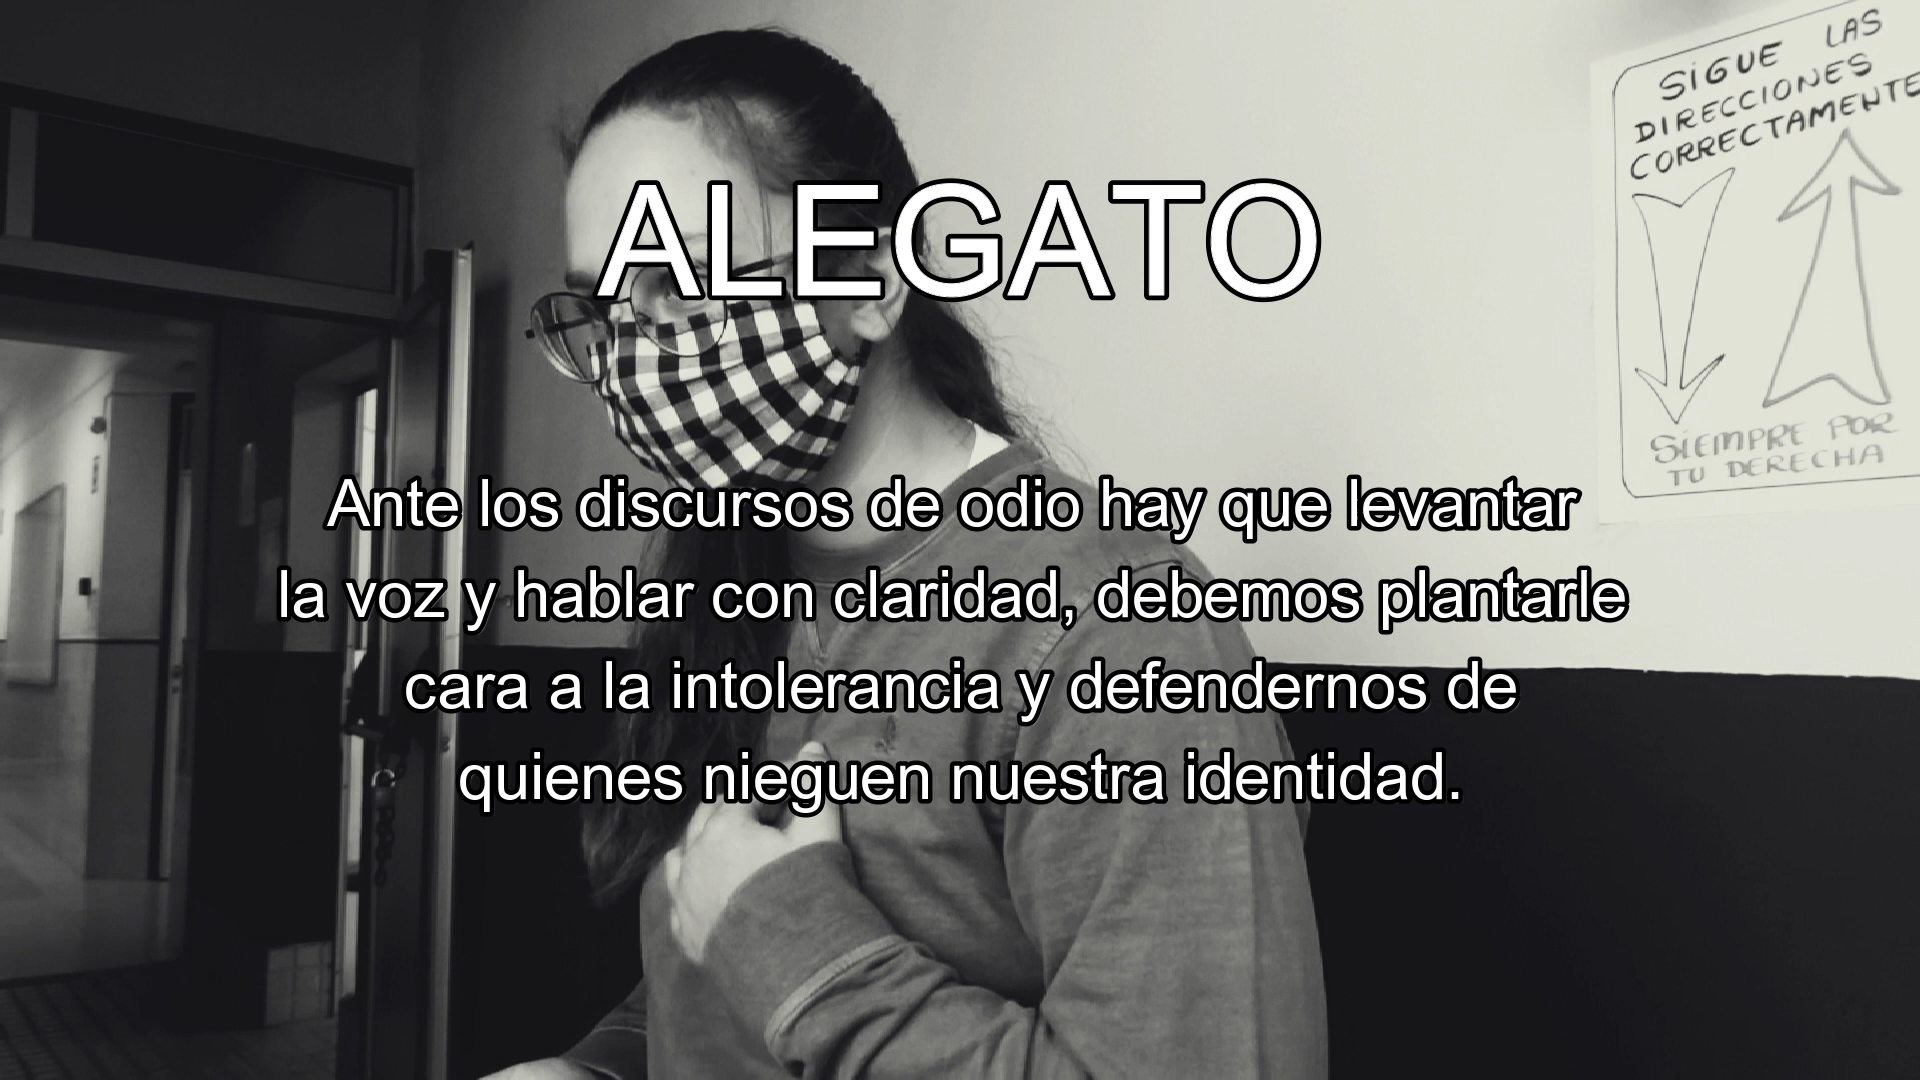 SIGUE LAS
DIRECCIONES
CORRECTAMENTE
ALEGATO
SIEMPRE POR
TU DERECHA
Ante los discursos de odio hay que levantar
la voz y hablar con claridad, debemos plantarle
cara a la intolerancia y defendernos de
quienes nieguen nuestra identidad.